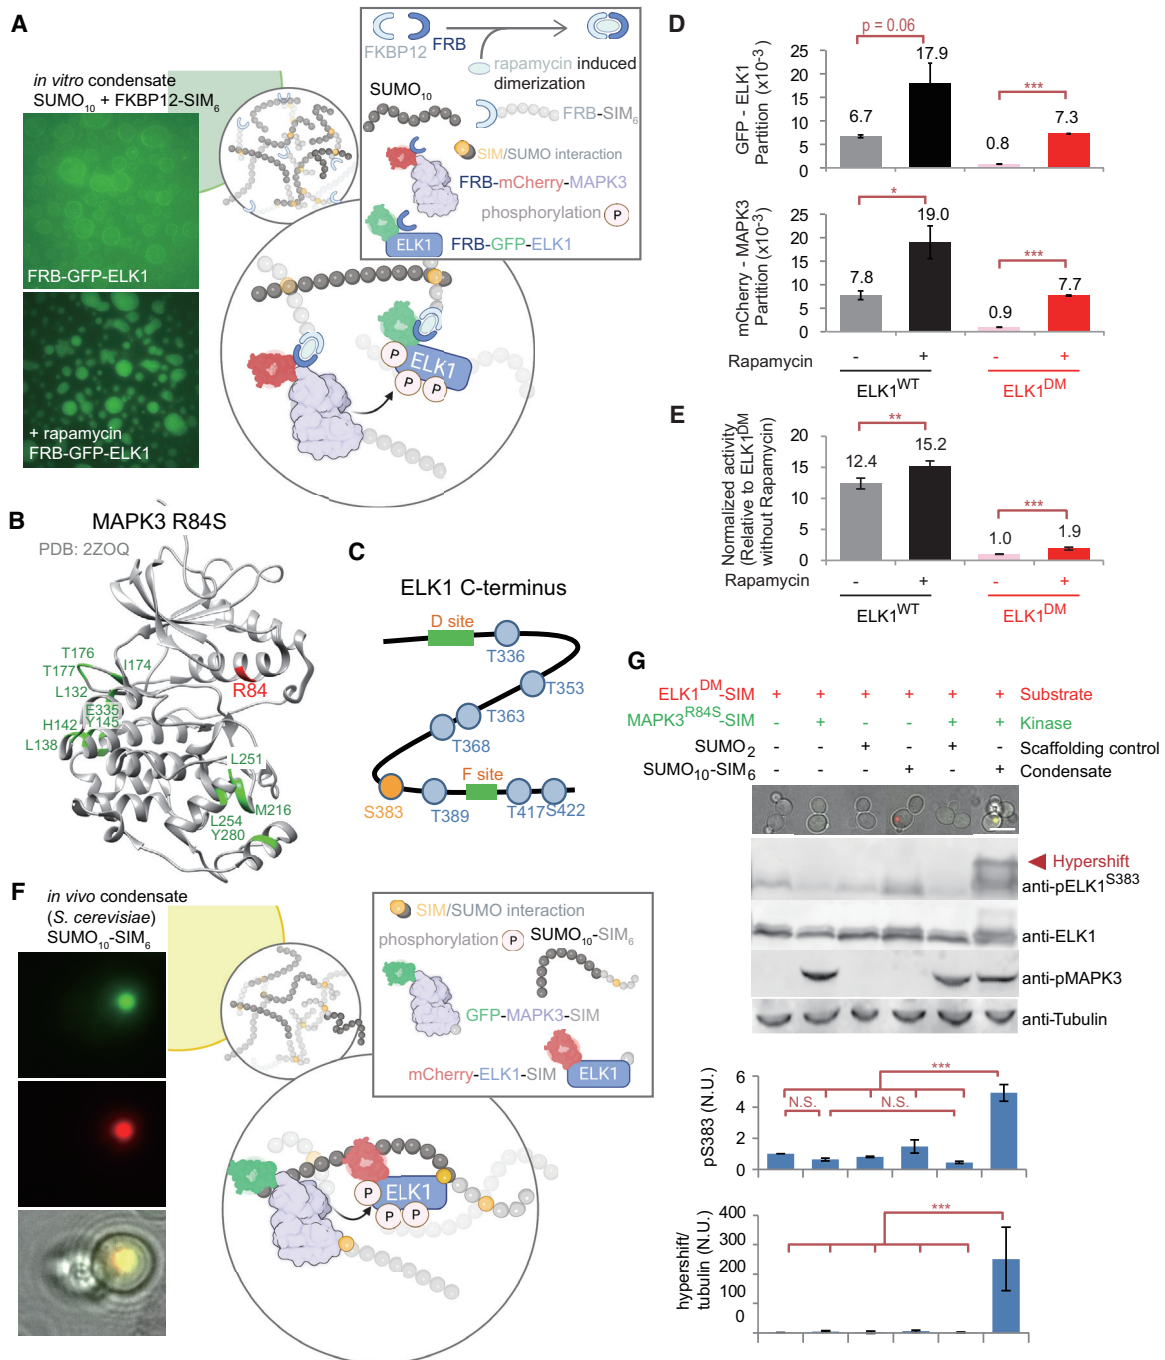 A
in vitro condensate
SUMO10 + FKBP12-SIM6
FRB-GFP-ELK1
+ rapamycin
FRB-GFP-ELK1
FKBP12
FRB
rapamycin induced
dimerization
SUMO10
FRB-SIM6
SIM/SUMO interaction
FRB-mCherry-MAPK3
phosphorylation P
ELK1
FRB-GFP-ELK1
P
ELK1
P
P
B
MAPK3 R84S
PDB: 2ZOQ
T176
T177
I174
L132
R84
E335
H142
Y145
L138
L251
M216
L254
Y280
C
ELK1 C-terminus
D site
T336
T353
T363
T368
F site
S383
T389
T417
S422
D
GFP - ELK1
Partition (x10-3)
p = 0.06
25
20
15
10
5
0
6.7
17.9
0.8
7.3
***
mCherry - MAPK3
Partition (x10-3)
*
25
20
15
10
5
0
7.8
19.0
0.9
7.7
***
Rapamycin
-
+
-
+
ELK1WT
ELK1DM
E
Normalized activity
(Relative to ELK1DM
without Rapamycin)
**
20
15
10
5
0
12.4
15.2
1.0
1.9
***
Rapamycin
-
+
-
+
ELK1WT
ELK1DM
F
in vivo condensate
(S. cerevisiae)
SUMO10-SIM6
SIM/SUMO interaction
phosphorylation P
SUMO10-SIM6
GFP-MAPK3-SIM
mCherry-ELK1-SIM
ELK1
P
ELK1
P
P
G
ELK1DM-SIM + + + + + + Substrate
MAPK3R84S-SIM - + - - + + Kinase
SUMO2 - - + - + - Scaffolding control
SUMO10-SIM6 - - - + - + Condensate
Hypershift
anti-pELK1S383
anti-ELK1
anti-pMAPK3
anti-Tubulin
pS383 (N.U.)
6
4
2
0
N.S.
N.S.
***
hypershift/
tubulin (N.U.)
400
300
200
100
0
***